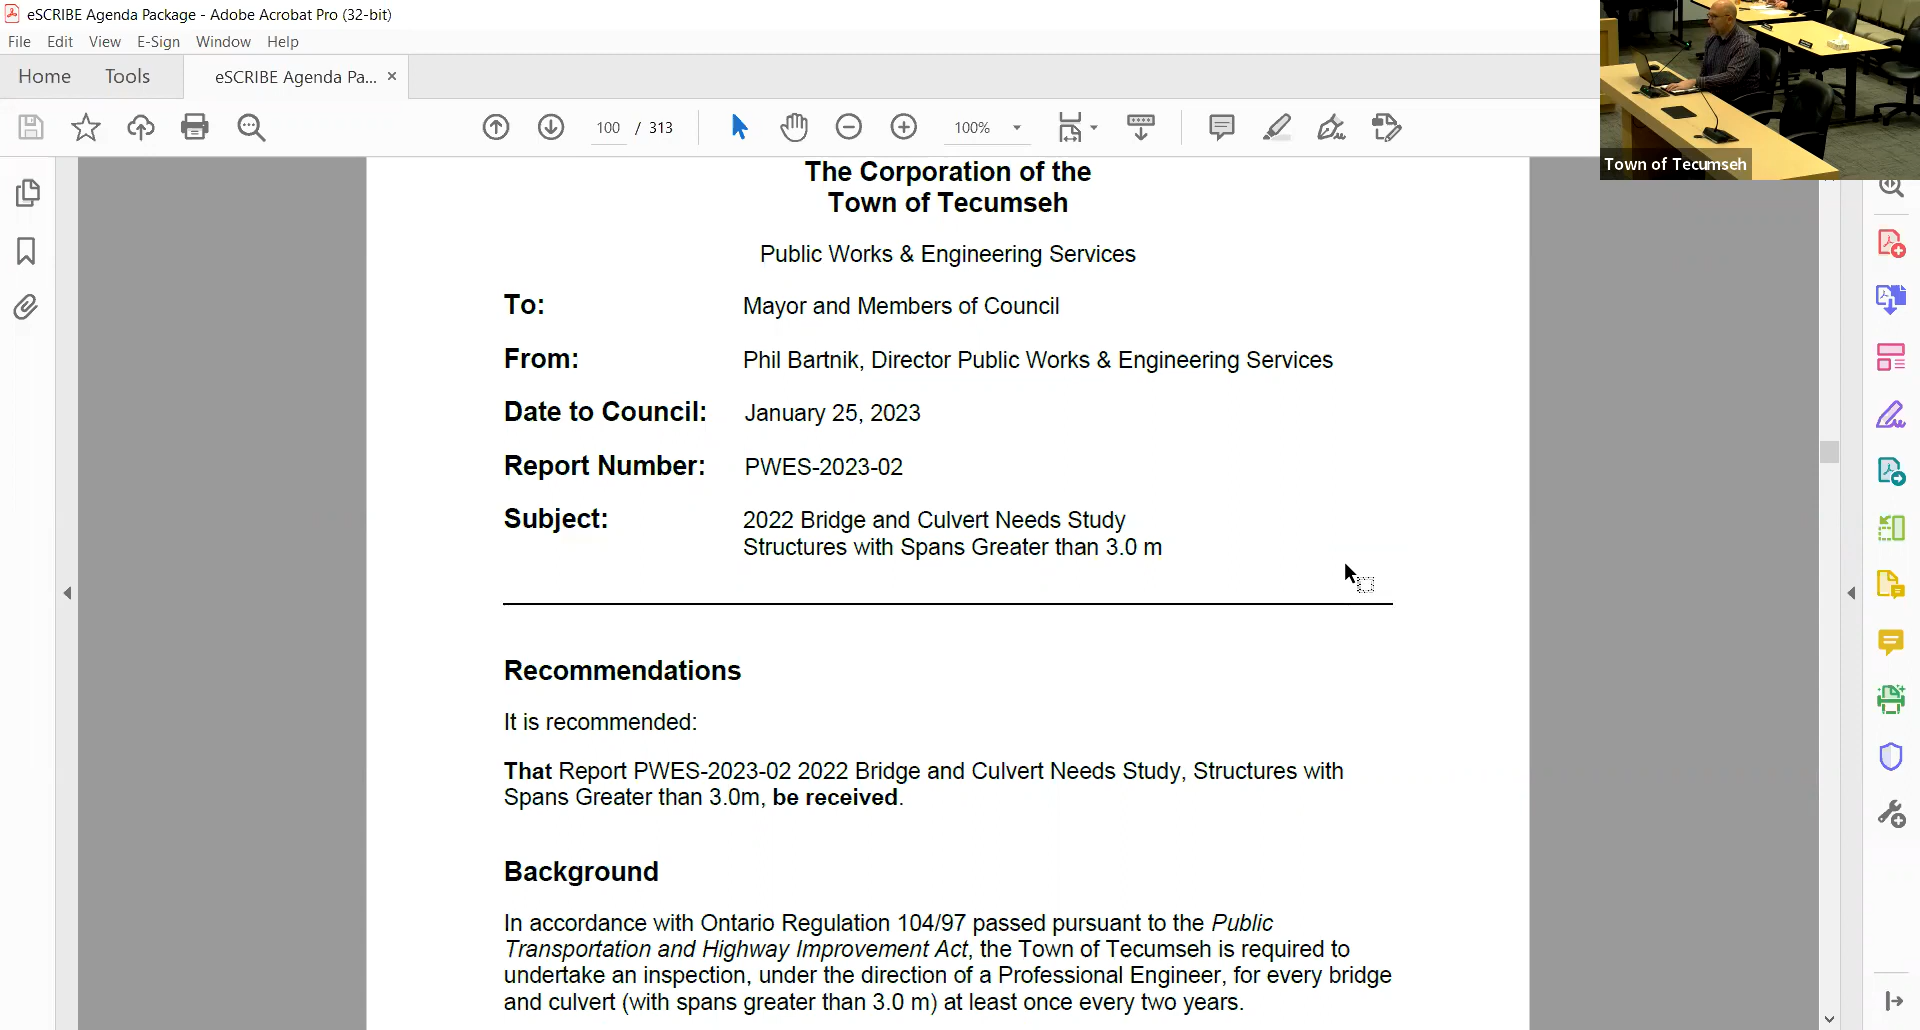 eSCRIBE Agenda Package - Adobe Acrobat Pro (32-bit)
File Edit View E-Sign Window Help
Home Tools eSCRIBE Agenda Pa... ×
100 / 313 100%
Town of Tecumseh
The Corporation of the
Town of Tecumseh
Public Works & Engineering Services
To: Mayor and Members of Council
From: Phil Bartnik, Director Public Works & Engineering Services
Date to Council: January 25, 2023
Report Number: PWES-2023-02
Subject: 2022 Bridge and Culvert Needs Study
Structures with Spans Greater than 3.0 m
Recommendations
It is recommended:
That Report PWES-2023-02 2022 Bridge and Culvert Needs Study, Structures with
Spans Greater than 3.0m, be received.
Background
In accordance with Ontario Regulation 104/97 passed pursuant to the Public
Transportation and Highway Improvement Act, the Town of Tecumseh is required to
undertake an inspection, under the direction of a Professional Engineer, for every bridge
and culvert (with spans greater than 3.0 m) at least once every two years.